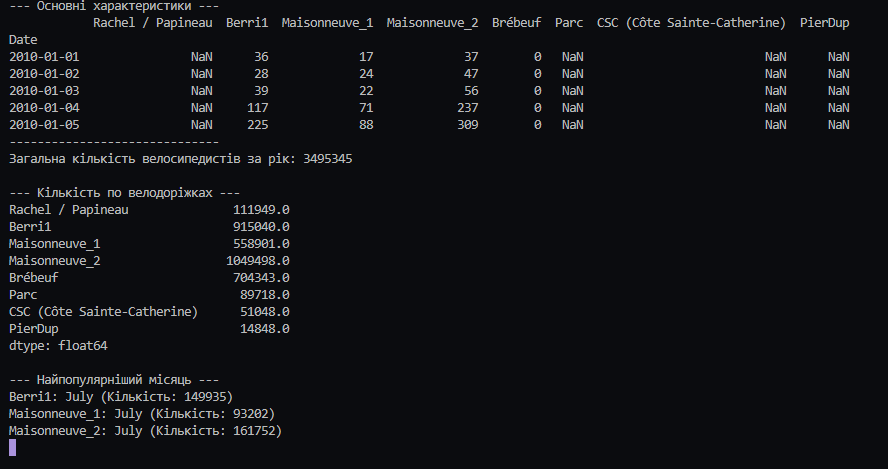 --- Основні характеристики ---
Rachel / Papineau Berri1 Maisonneuve_1 Maisonneuve_2 Brébeuf Parc CSC (Côte Sainte-Catherine) PierDup
Date
2010-01-01 NaN 36 17 37 0 NaN NaN NaN
2010-01-02 NaN 28 24 47 0 NaN NaN NaN
2010-01-03 NaN 39 22 56 0 NaN NaN NaN
2010-01-04 NaN 117 71 237 0 NaN NaN NaN
2010-01-05 NaN 225 88 309 0 NaN NaN NaN
------------------------------
Загальна кількість велосипедистів за рік: 3495345
--- Кількість по велодоріжках ---
Rachel / Papineau 111949.0
Berri1 915040.0
Maisonneuve_1 558901.0
Maisonneuve_2 1049498.0
Brébeuf 704343.0
Parc 89718.0
CSC (Côte Sainte-Catherine) 51048.0
PierDup 14848.0
dtype: float64
--- Найпопулярніший місяць ---
Berri1: July (Кількість: 149935)
Maisonneuve_1: July (Кількість: 93202)
Maisonneuve_2: July (Кількість: 161752)